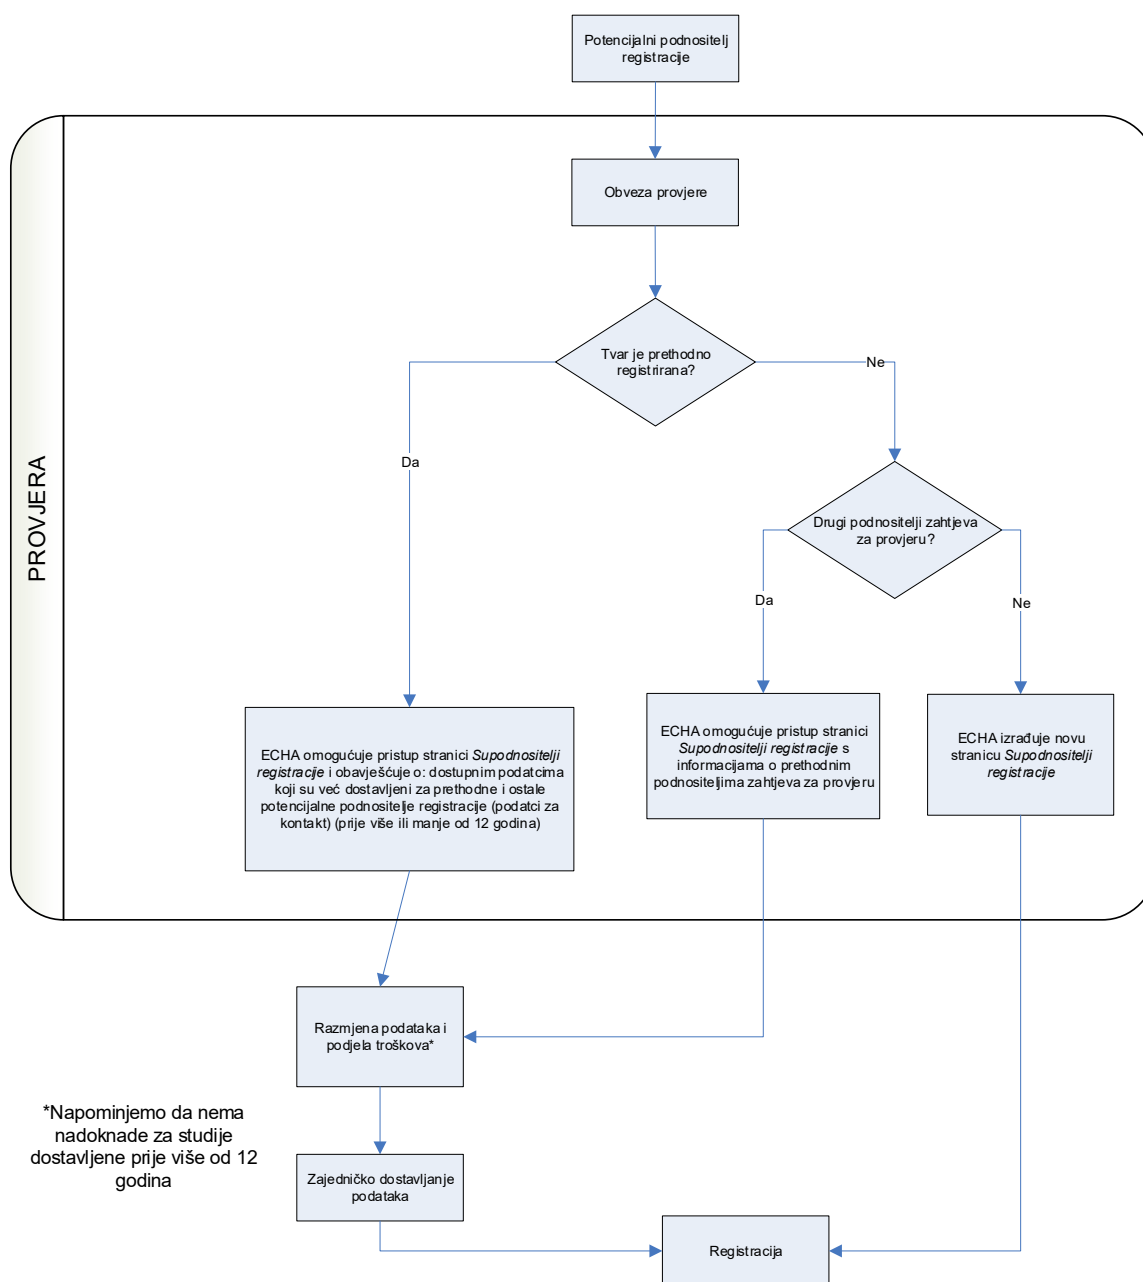 Potencijalni podnositelj
registracije
PROVJERA
Obveza provjere
Tvar je prethodno
registrirana?
Ne
Da
Drugi podnositelji zahtjeva
za provjeru?
Da
Ne
ECHA omogućuje pristup stranici Supodnositelji
registracije i obavješćuje o: dostupnim podatcima
koji su već dostavljeni za prethodne i ostale
potencijalne podnositelje registracije (podatci za
kontakt) (prije više ili manje od 12 godina)
ECHA omogućuje pristup stranici
Supodnositelji registracije s
informacijama o prethodnim
podnositeljima zahtjeva za provjeru
ECHA izrađuje novu
stranicu Supodnositelji
registracije
Razmjena podataka i
podjela troškova*
*Napominjemo da nema
nadoknade za studije
dostavljene prije više od 12
godina
Zajedničko dostavljanje
podataka
Registracija